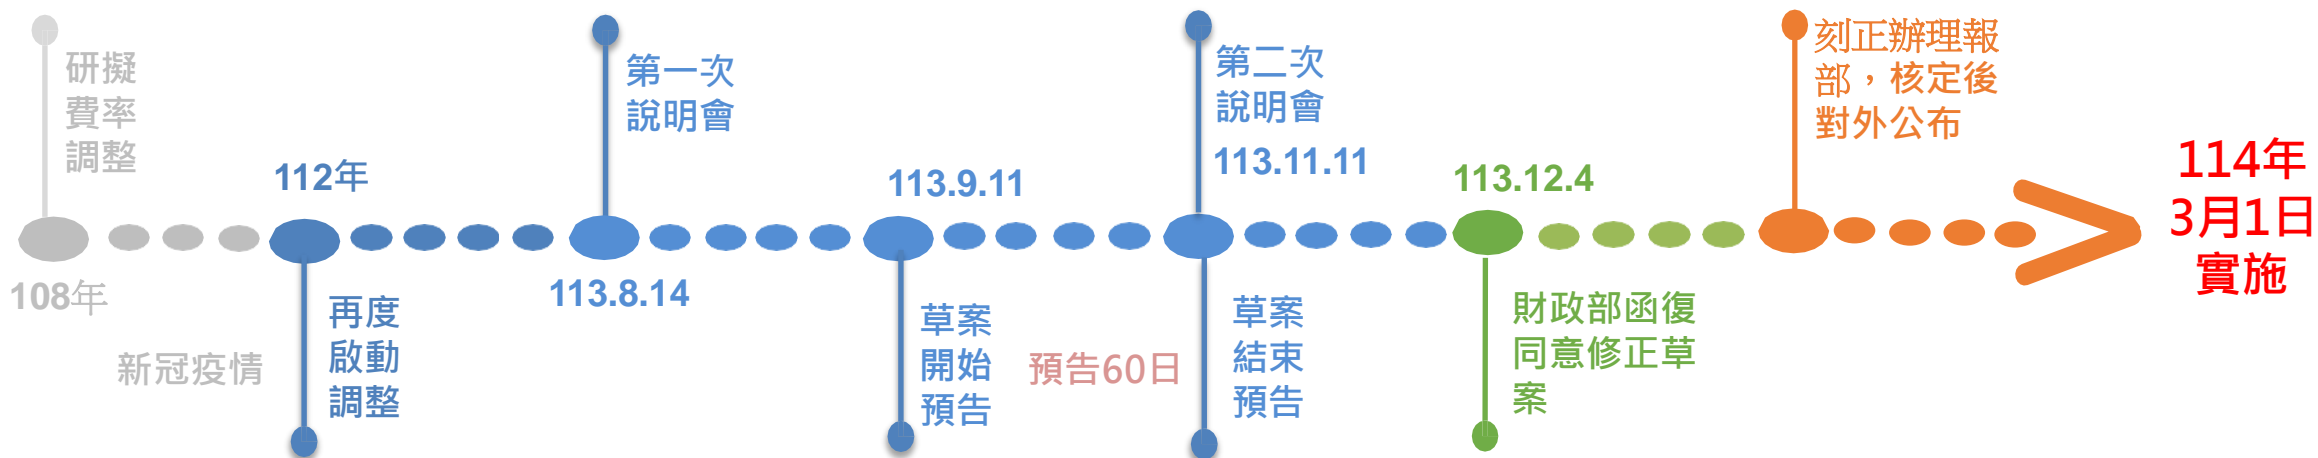 研擬
費率
調整
108年
新冠疫情
112年
再度
啟動
調整
第一次
說明會
113.8.14
113.9.11
草案
開始
預告
預告60日
第二次
說明會
113.11.11
草案
結束
預告
113.12.4
財政部函復
同意修正草
案
刻正辦理報
部，核定後
對外公布
114年
3月1日
實施